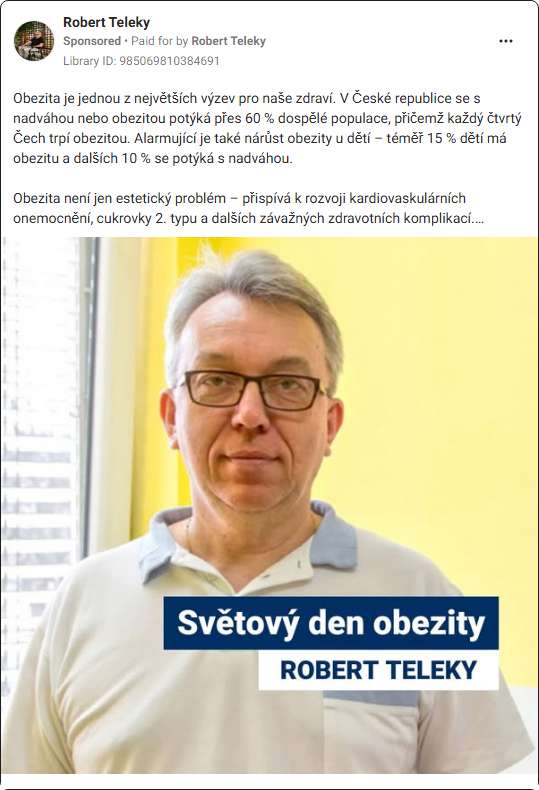 Robert Teleky
Sponsored • Paid for by Robert Teleky
Library ID: 985069810384691
Obezita je jednou z největších výzev pro naše zdraví. V České republice se s
nadváhou nebo obezitou potýká přes 60 % dospělé populace, přičemž každý čtvrtý
Čech trpí obezitou. Alarmující je také nárůst obezity u dětí – téměř 15 % dětí má
obezitu a dalších 10 % se potýká s nadváhou.
Obezita není jen estetický problém – přispívá k rozvoji kardiovaskulárních
onemocnění, cukrovky 2. typu a dalších závažných zdravotních komplikací....
Světový den obezity
ROBERT TELEKY